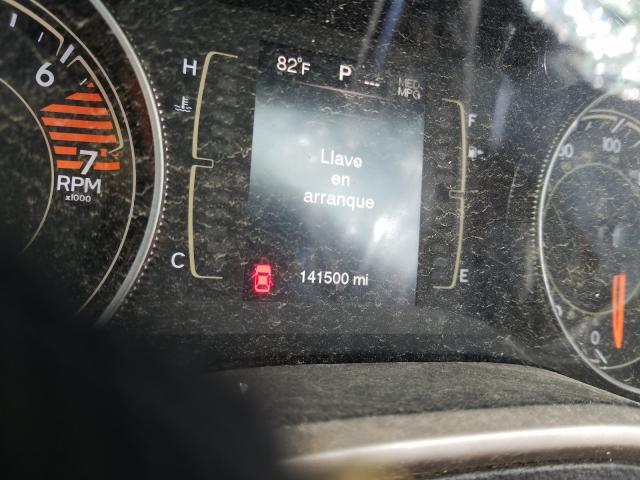 6
7
RPM
x1000
H
C
82°F P ---
MED
MPG
Llave
en
arranque
141500 mi
F
E
100
0